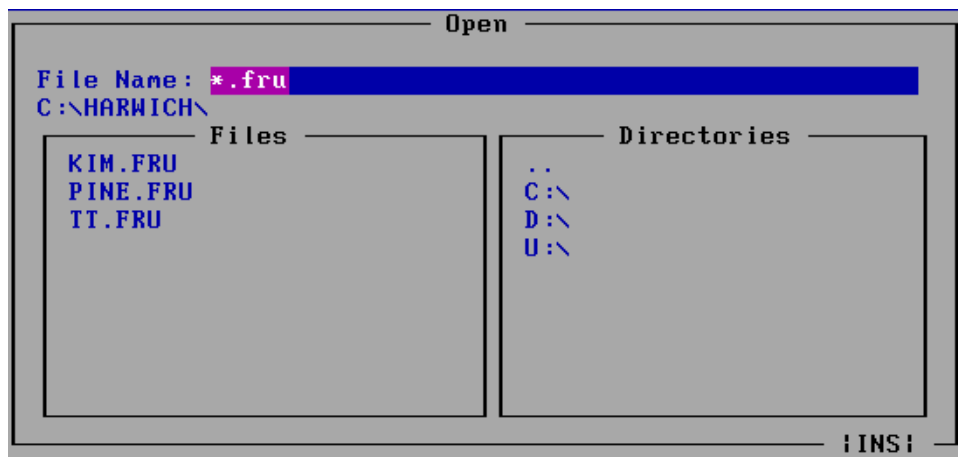 Open
File Name: *.fru
C:\HARWICH\
Files
KIM.FRU
PINE.FRU
TT.FRU
Directories
..
C:\
D:\
U:\
¦INS¦